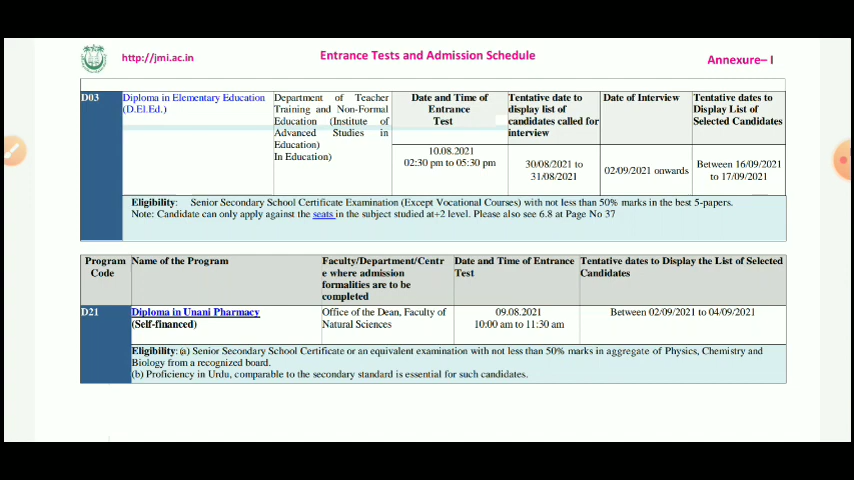 http://jmi.ac.in
Entrance Tests and Admission Schedule
Annexure– I
D03
Diploma in Elementary Education
(D.El.Ed.)
Department of Teacher
Training and Non-Formal
Education (Institute of
Advanced Studies in
Education)
In Education)
Date and Time of
Entrance
Test
10.08.2021
02:30 pm to 05:30 pm
Tentative date to
display list of
candidates called for
interview
30/08/2021 to
31/08/2021
Date of Interview
02/09/2021 onwards
Tentative dates to
Display List of
Selected Candidates
Between 16/09/2021
to 17/09/2021
Eligibility: Senior Secondary School Certificate Examination (Except Vocational Courses) with not less than 50% marks in the best 5-papers.
Note: Candidate can only apply against the seats in the subject studied at+2 level. Please also see 6.8 at Page No 37
Program
Code
Name of the Program
Faculty/Department/Centr
e where admission
formalities are to be
completed
Date and Time of Entrance
Test
Tentative dates to Display the List of Selected
Candidates
D21
Diploma in Unani Pharmacy
(Self-financed)
Office of the Dean, Faculty of
Natural Sciences
09.08.2021
10:00 am to 11:30 am
Between 02/09/2021 to 04/09/2021
Eligibility: (a) Senior Secondary School Certificate or an equivalent examination with not less than 50% marks in aggregate of Physics, Chemistry and
Biology from a recognized board.
(b) Proficiency in Urdu, comparable to the secondary standard is essential for such candidates.